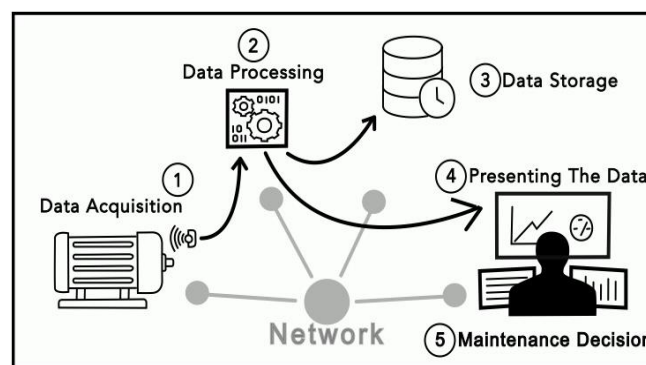 2
Data Processing
0101
10
011
3 Data Storage
1
Data Acquisition
4 Presenting The Data
Network
5 Maintenance Decision